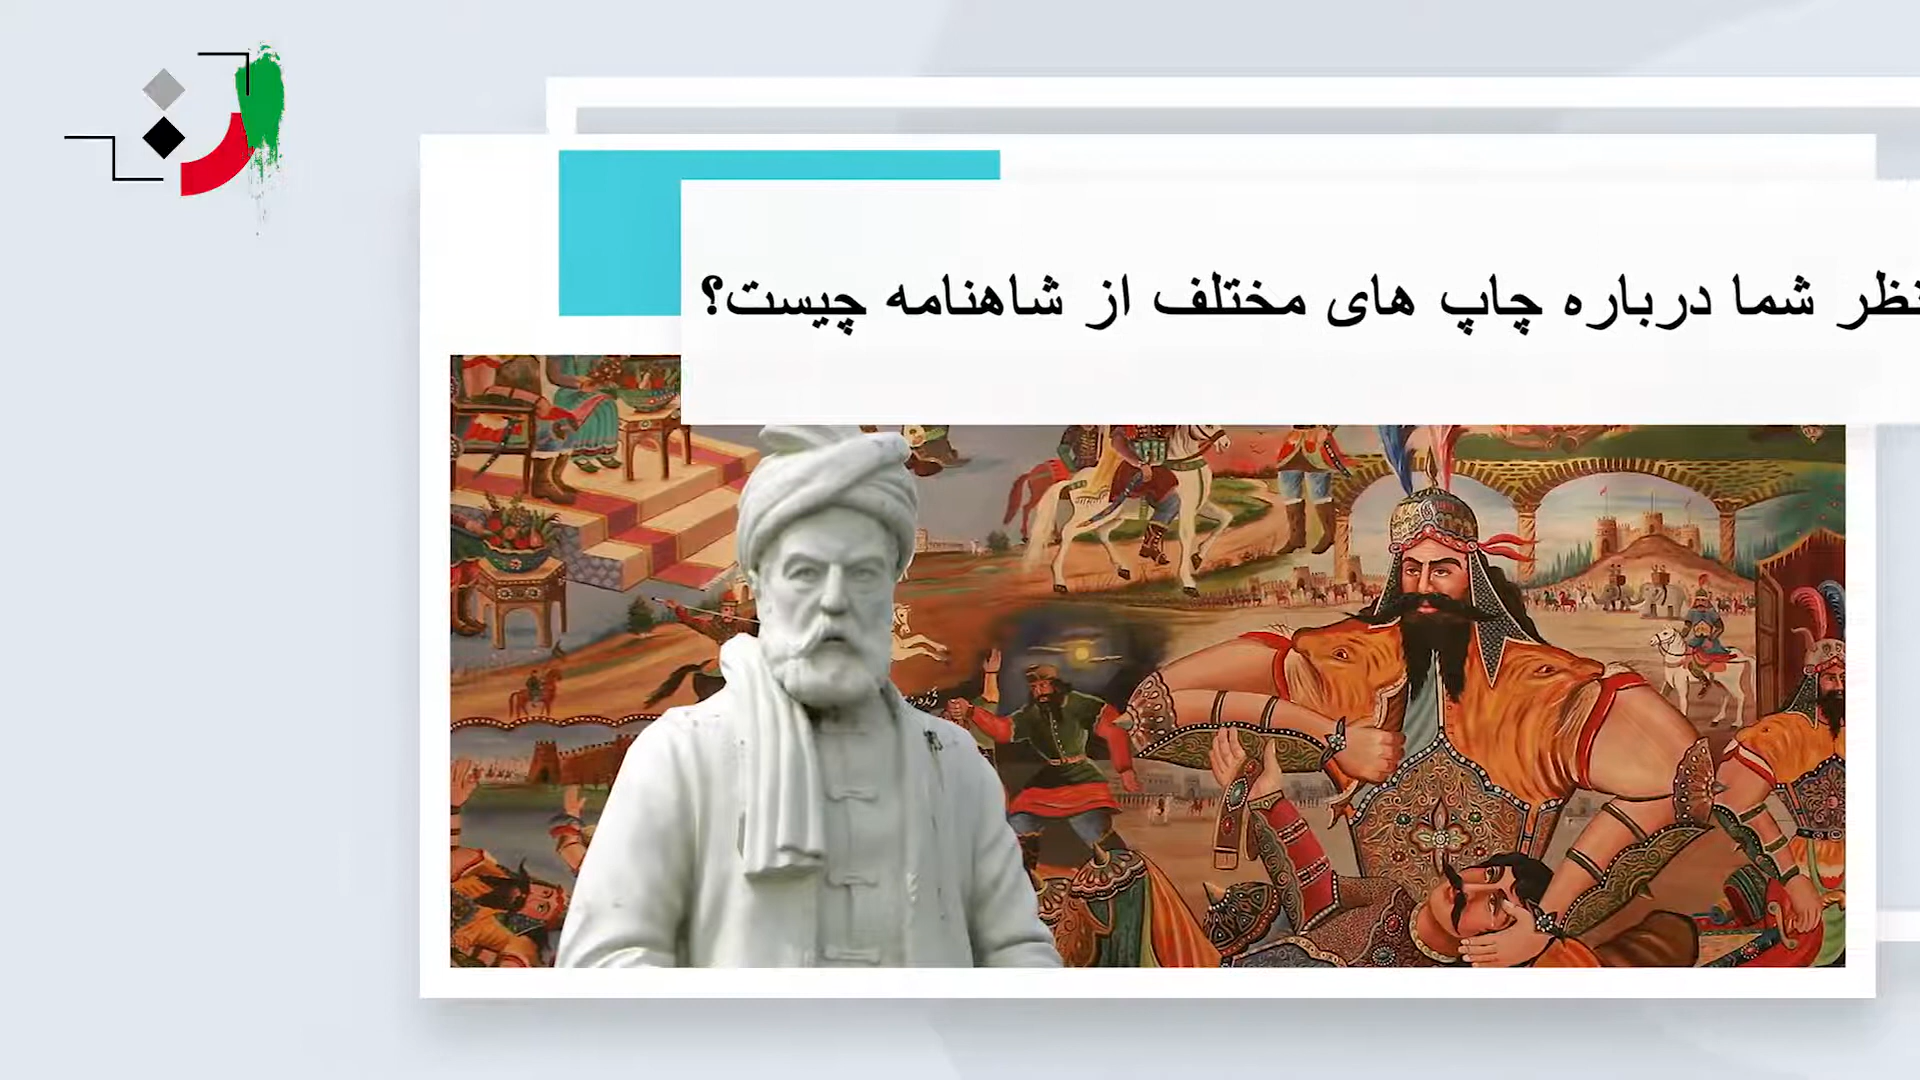 نظر شما درباره چاپ های مختلف از شاهنامه چیست؟